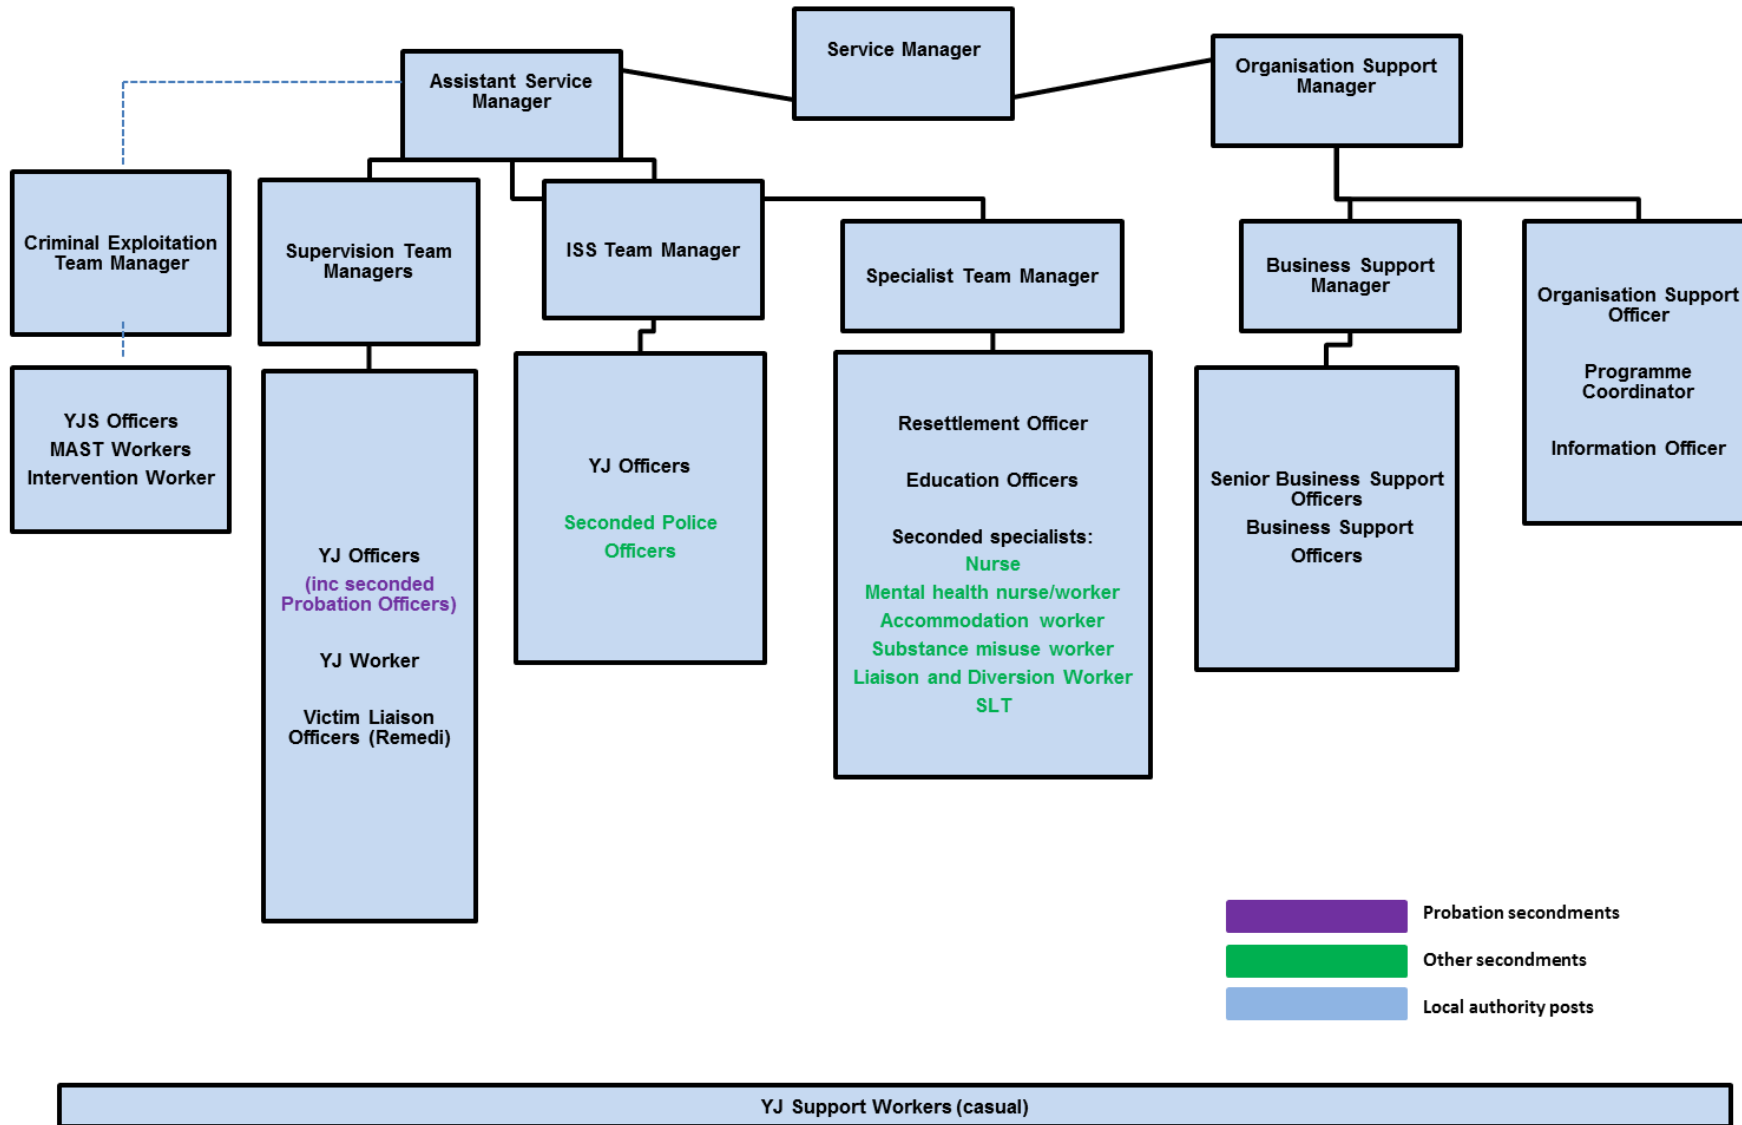 Service Manager
Assistant Service
Manager
Organisation Support
Manager
Criminal Exploitation
Team Manager
Supervision Team
Managers
ISS Team Manager
Specialist Team Manager
Business Support
Manager
Organisation Support
Officer
Programme
Coordinator
Information Officer
YJS Officers
MAST Workers
Intervention Worker
YJ Officers
(inc seconded
Probation Officers)
YJ Worker
Victim Liaison
Officers (Remedi)
YJ Officers
Seconded Police
Officers
Resettlement Officer
Education Officers
Seconded specialists:
Nurse
Mental health nurse/worker
Accommodation worker
Substance misuse worker
Liaison and Diversion Worker
SLT
Senior Business Support
Officers
Business Support
Officers
Probation secondments
Other secondments
Local authority posts
YJ Support Workers (casual)